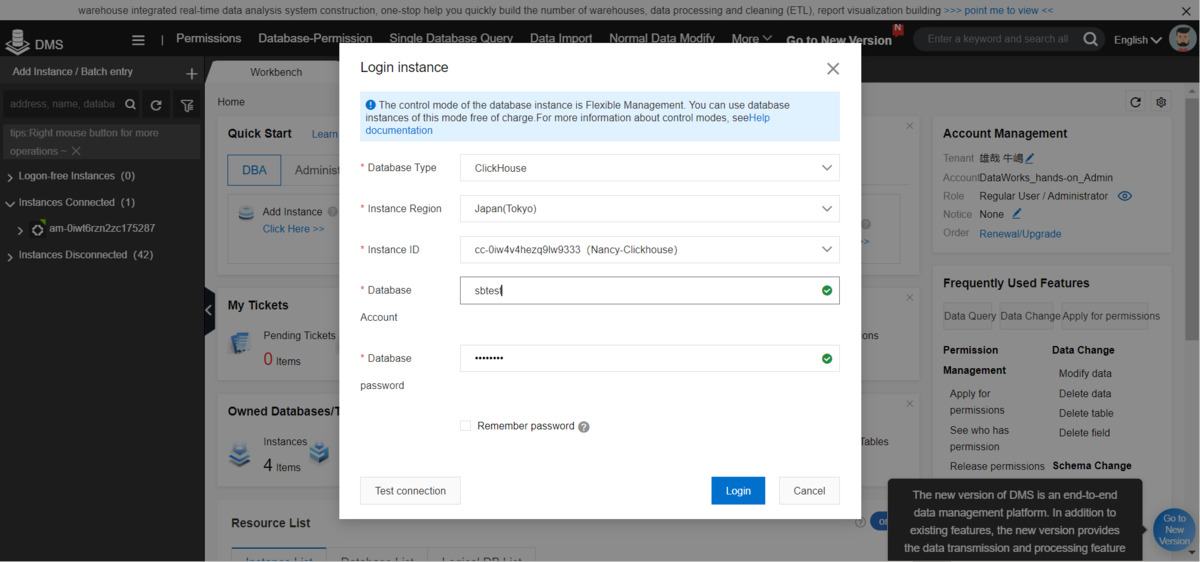 warehouse integrated real-time data analysis system construction, one-stop help you quickly build the number of warehouses, data processing and cleaning (ETL), report visualization building >>> point me to view <<
DMS
Permissions
Database-Permission
Single Database Query
Data Import
Normal Data Modify
More
Go to New Version
N
Enter a keyword and search all
English
Add Instance / Batch entry
Workbench
address, name, databa
tips:Right mouse button for more
operations ~
Logon-free Instances (0)
Instances Connected (1)
am-0iwt6rzn2zc175287
Instances Disconnected (42)
Home
Quick Start
Learn
DBA
Administ
Add Instance
Click Here >>
My Tickets
Pending Tickets
0 Items
Owned Databases/T
Instances
4 Items
Resource List
Instance List
Database List
Logical DB List
Login instance
The control mode of the database instance is Flexible Management. You can use database
instances of this mode free of charge.For more information about control modes, seeHelp
documentation
* Database Type
ClickHouse
* Instance Region
Japan(Tokyo)
* Instance ID
cc-0iw4v4hezq9lw9333 (Nancy-Clickhouse)
* Database
Account
sbtest
* Database
password
••••••••
Remember password
Test connection
Login
Cancel
ons
Tables
Account Management
Tenant 雄哉 牛嶋
AccountDataWorks_hands-on_Admin
Role Regular User / Administrator
Notice None
Order Renewal/Upgrade
Frequently Used Features
Data Query
Data Change
Apply for permissions
Permission
Management
Apply for
permissions
See who has
permission
Release permissions
Data Change
Modify data
Delete data
Delete table
Delete field
Schema Change
The new version of DMS is an end-to-end
data management platform. In addition to
existing features, the new version provides
the data transmission and processing feature
Go to
New
Version